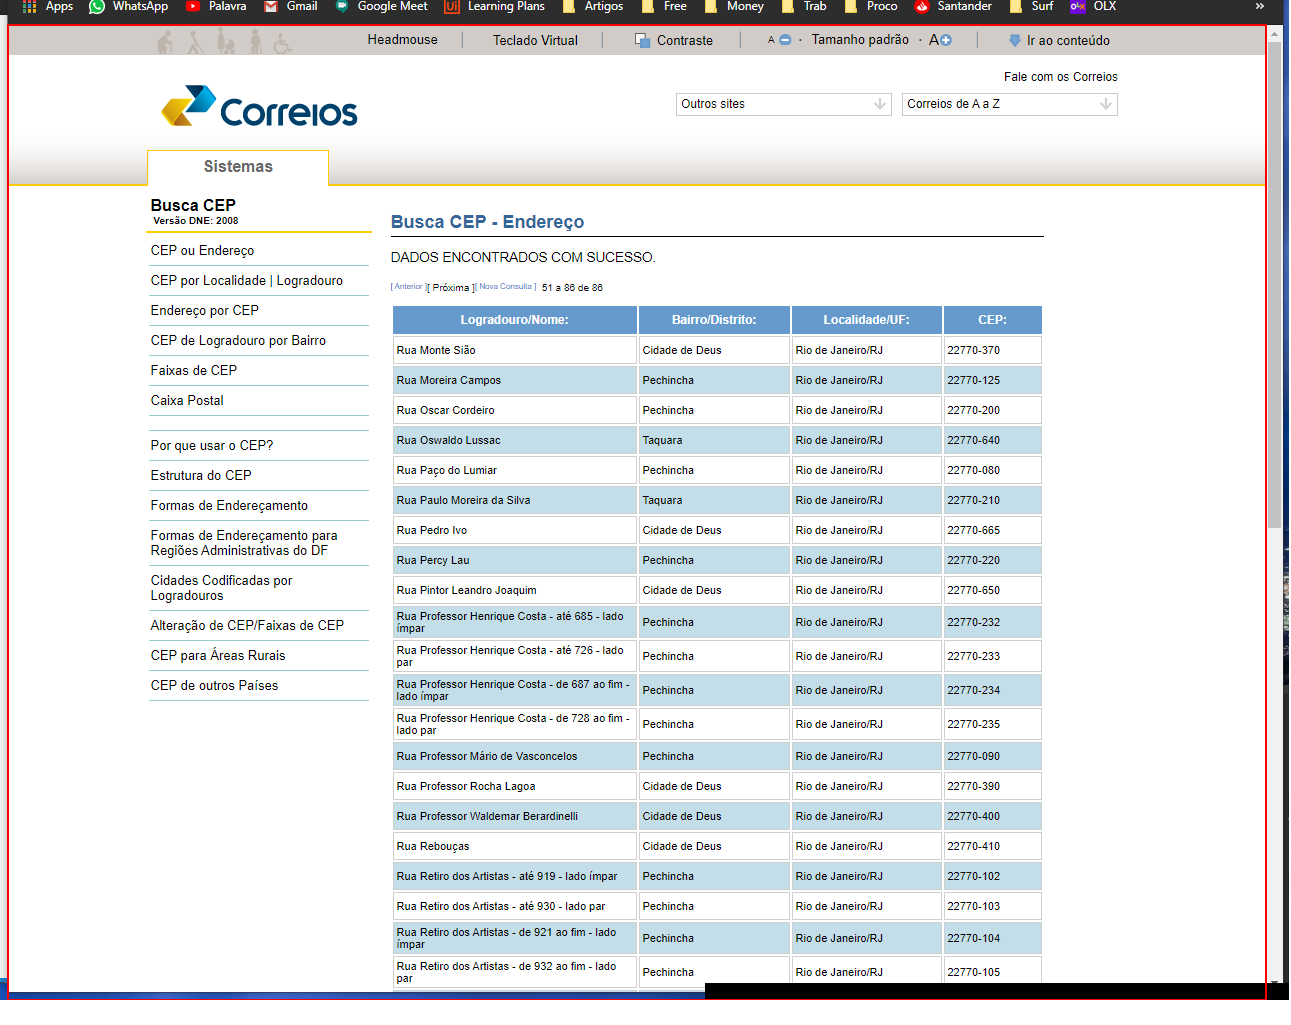 Apps WhatsApp Palavra Gmail Google Meet Ui Learning Plans Artigos Free Money Trab Proco Santander Surf OLX OLX »
Headmouse Teclado Virtual Contraste A · Tamanho padrão · A Ir ao conteúdo
Fale com os Correios
Correios
Outros sites Correios de A a Z
Sistemas
Busca CEP
Versão DNE: 2008
CEP ou Endereço
CEP por Localidade | Logradouro
Endereço por CEP
CEP de Logradouro por Bairro
Faixas de CEP
Caixa Postal
Por que usar o CEP?
Estrutura do CEP
Formas de Endereçamento
Formas de Endereçamento para
Regiões Administrativas do DF
Cidades Codificadas por
Logradouros
Alteração de CEP/Faixas de CEP
CEP para Áreas Rurais
CEP de outros Países
Busca CEP - Endereço
DADOS ENCONTRADOS COM SUCESSO.
[ Anterior ][ Próxima ][ Nova Consulta ] 51 a 86 de 86
Logradouro/Nome: Bairro/Distrito: Localidade/UF: CEP:
Rua Monte Sião Cidade de Deus Rio de Janeiro/RJ 22770-370
Rua Moreira Campos Pechincha Rio de Janeiro/RJ 22770-125
Rua Oscar Cordeiro Pechincha Rio de Janeiro/RJ 22770-200
Rua Oswaldo Lussac Taquara Rio de Janeiro/RJ 22770-640
Rua Paço do Lumiar Pechincha Rio de Janeiro/RJ 22770-080
Rua Paulo Moreira da Silva Taquara Rio de Janeiro/RJ 22770-210
Rua Pedro Ivo Cidade de Deus Rio de Janeiro/RJ 22770-665
Rua Percy Lau Pechincha Rio de Janeiro/RJ 22770-220
Rua Pintor Leandro Joaquim Cidade de Deus Rio de Janeiro/RJ 22770-650
Rua Professor Henrique Costa - até 685 - lado
ímpar Pechincha Rio de Janeiro/RJ 22770-232
Rua Professor Henrique Costa - até 726 - lado
par Pechincha Rio de Janeiro/RJ 22770-233
Rua Professor Henrique Costa - de 687 ao fim -
lado ímpar Pechincha Rio de Janeiro/RJ 22770-234
Rua Professor Henrique Costa - de 728 ao fim -
lado par Pechincha Rio de Janeiro/RJ 22770-235
Rua Professor Mário de Vasconcelos Pechincha Rio de Janeiro/RJ 22770-090
Rua Professor Rocha Lagoa Cidade de Deus Rio de Janeiro/RJ 22770-390
Rua Professor Waldemar Berardinelli Cidade de Deus Rio de Janeiro/RJ 22770-400
Rua Rebouças Cidade de Deus Rio de Janeiro/RJ 22770-410
Rua Retiro dos Artistas - até 919 - lado ímpar Pechincha Rio de Janeiro/RJ 22770-102
Rua Retiro dos Artistas - até 930 - lado par Pechincha Rio de Janeiro/RJ 22770-103
Rua Retiro dos Artistas - de 921 ao fim - lado
ímpar Pechincha Rio de Janeiro/RJ 22770-104
Rua Retiro dos Artistas - de 932 ao fim - lado
par Pechincha Rio de Janeiro/RJ 22770-105